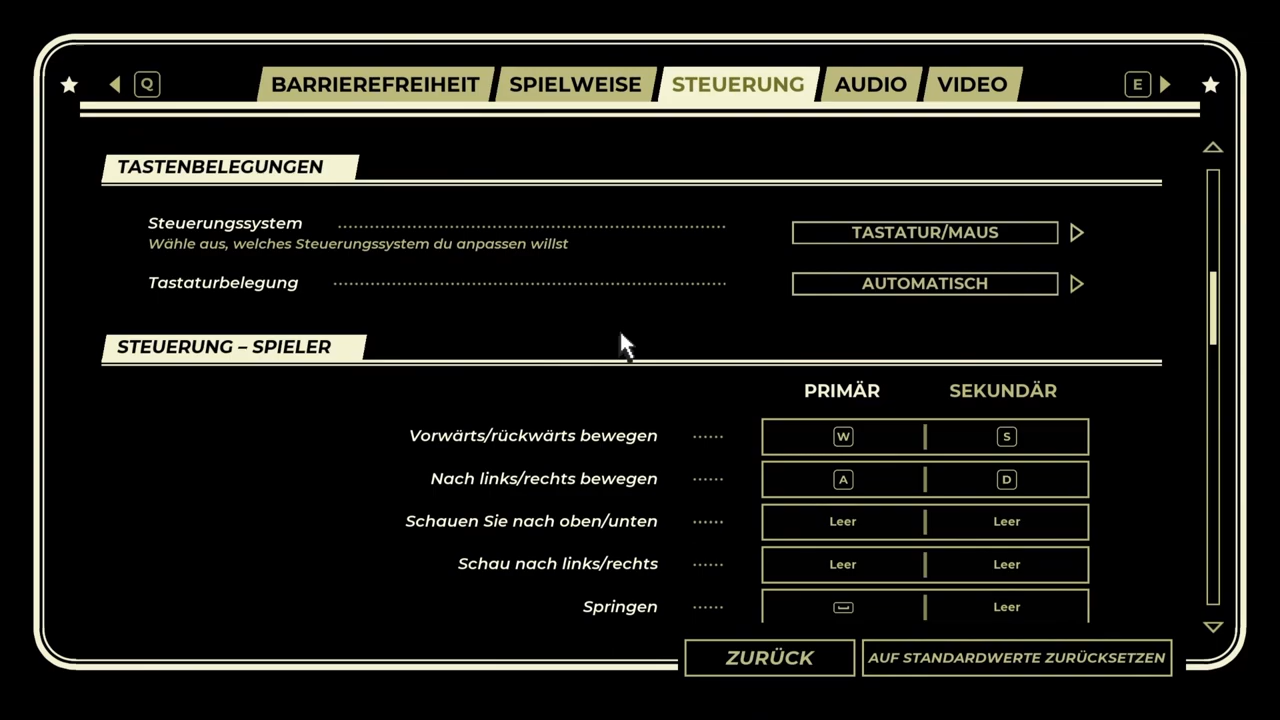 Q BARRIEREFREIHEIT SPIELWEISE STEUERUNG AUDIO VIDEO E
TASTENBELEGUNGEN
Steuerungssystem TASTATUR/MAUS
Wähle aus, welches Steuerungssystem du anpassen willst
Tastaturbelegung AUTOMATISCH
STEUERUNG – SPIELER
PRIMÄR SEKUNDÄR
Vorwärts/rückwärts bewegen W S
Nach links/rechts bewegen A D
Schauen Sie nach oben/unten Leer Leer
Schau nach links/rechts Leer Leer
Springen Leer
ZURÜCK AUF STANDARDWERTE ZURÜCKSETZEN